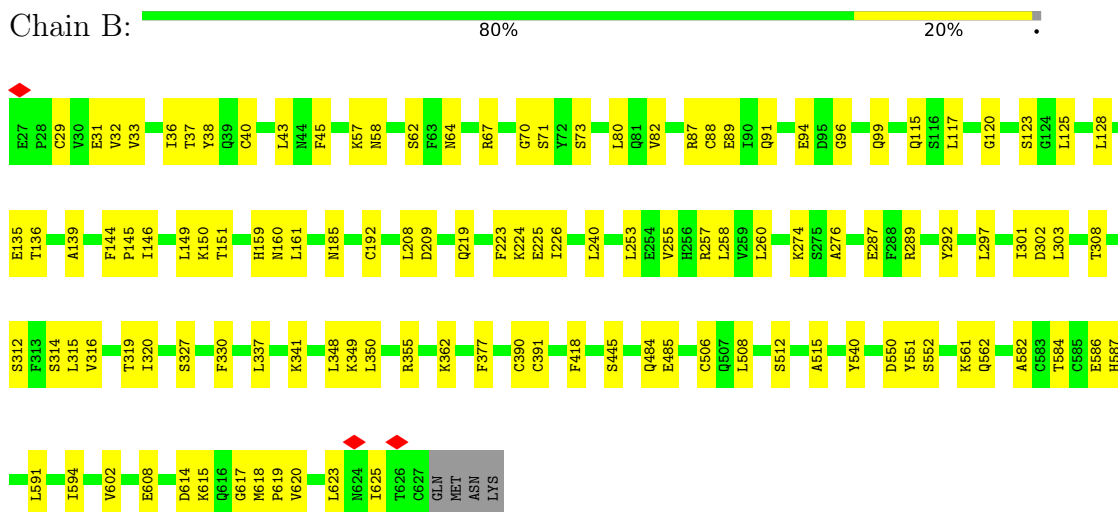 Chain B:
80% 20% •
E27 P28 C29 V30 E31 V32 V33 I36 T37 Y38 Q39 C40 L43 N44 F45 K57 N58 S62 F63 N64 R67 G70 S71 Y72 S73 L80 Q81 V82 R87 C88 E89 I90 Q91 E94 D95 G96 Q99 Q115 S116 L117 G120 S123 G124 L125 L128
E135 T136 A139 F144 P145 I146 L149 K150 T151 H159 N160 L161 N185 C192 L208 D209 Q219 F223 K224 E225 I226 L240 L253 E254 V255 H256 R257 L258 V259 L260 K274 S275 A276 E287 F288 R289 Y292 L297 I301 D302 L303 T308
S312 F313 S314 L315 V316 T319 I320 S327 F330 L337 K341 L348 K349 L350 R355 K362 F377 C390 C391 F418 S445 Q484 E485 C506 Q507 L508 S512 A515 Y540 D550 Y551 S552 K561 Q562 A582 C583 T584 C585 E586 H587
L591 I594 V602 E608 D614 K615 Q616 G617 M618 P619 V620 L623 N624 I625 T626 C627 GLN MET ASN LYS